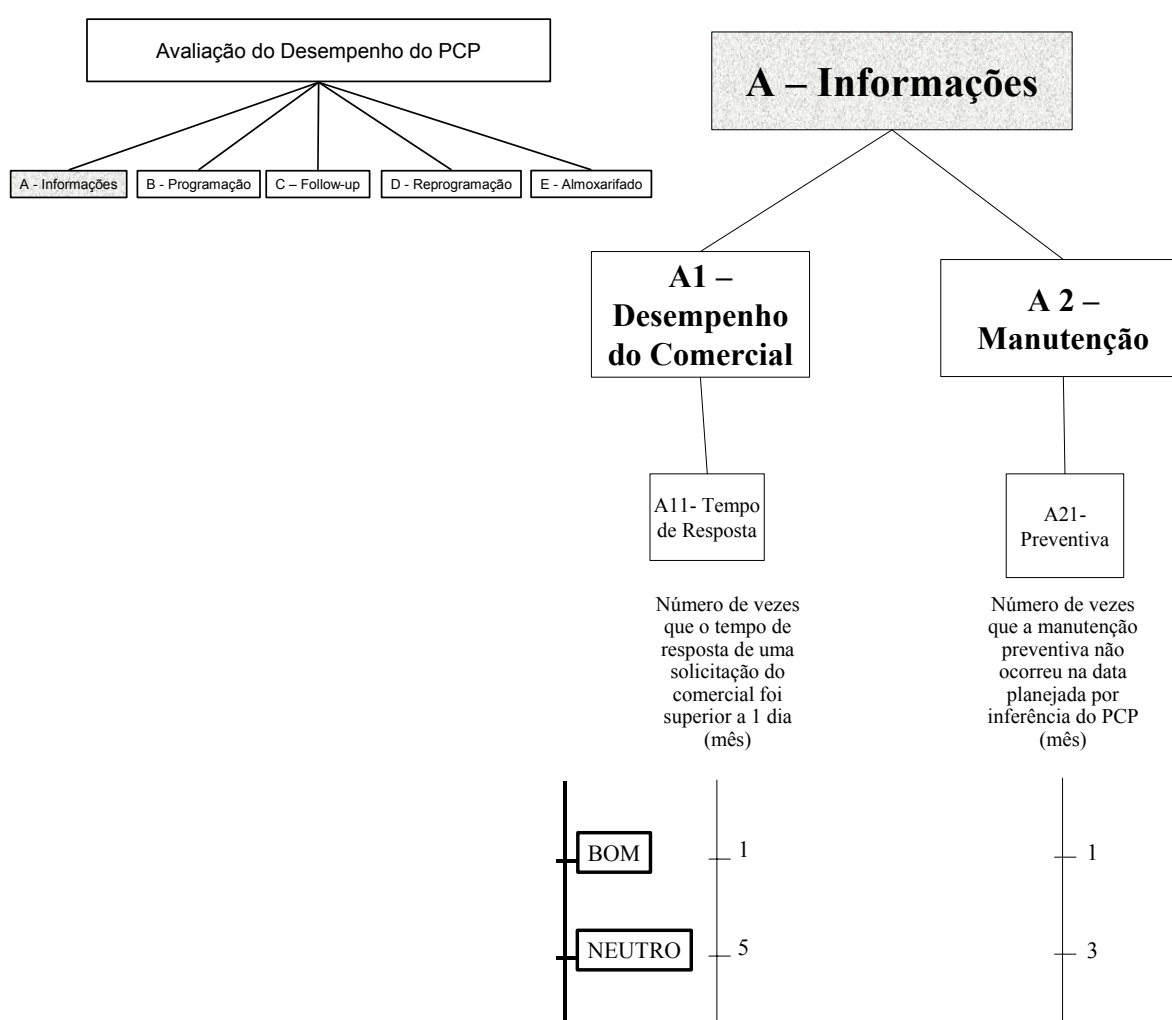 Avaliação do Desempenho do PCP
A - Informações
B - Programação
C – Follow-up
D - Reprogramação
E - Almoxarifado
A – Informações
A1 –
Desempenho
do Comercial
A 2 –
Manutenção
A11- Tempo
de Resposta
A21-
Preventiva
Número de vezes
que o tempo de
resposta de uma
solicitação do
comercial foi
superior a 1 dia
(mês)
Número de vezes
que a manutenção
preventiva não
ocorreu na data
planejada por
inferência do PCP
(mês)
BOM
1
1
NEUTRO
5
3